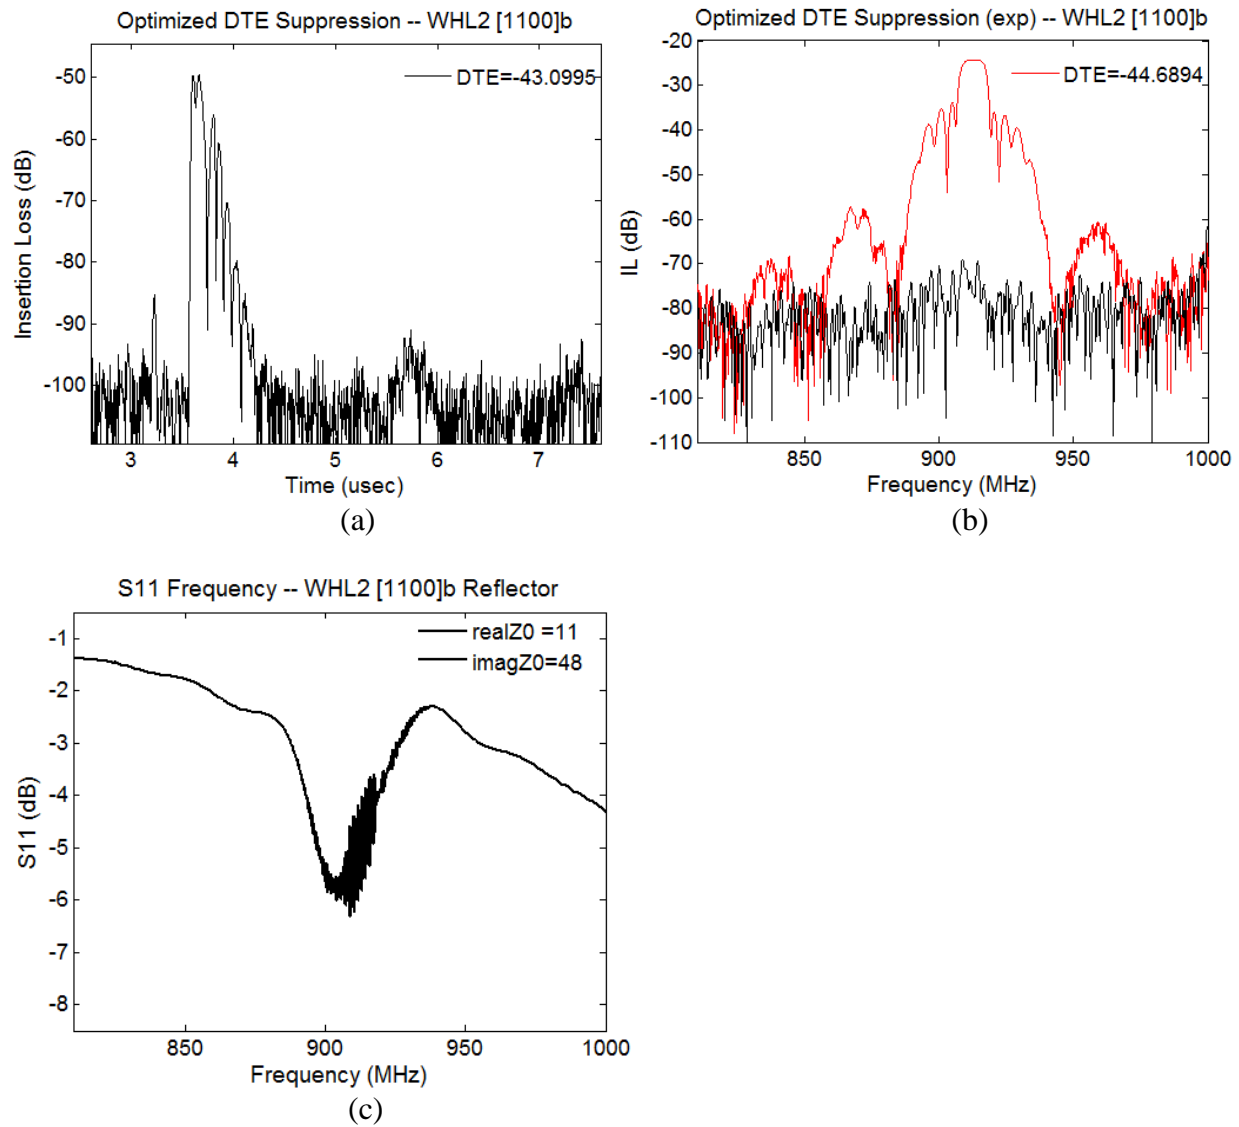 Optimized DTE Suppression -- WHL2 [1100]b
DTE=-43.0995
Insertion Loss (dB)
-50
-60
-70
-80
-90
-100
3 4 5 6 7
Time (usec)
(a)
Optimized DTE Suppression (exp) -- WHL2 [1100]b
DTE=-44.6894
IL (dB)
-20
-30
-40
-50
-60
-70
-80
-90
-100
-110
850 900 950 1000
Frequency (MHz)
(b)
S11 Frequency -- WHL2 [1100]b Reflector
realZ0 =11
imagZ0=48
S11 (dB)
-1
-2
-3
-4
-5
-6
-7
-8
850 900 950 1000
Frequency (MHz)
(c)